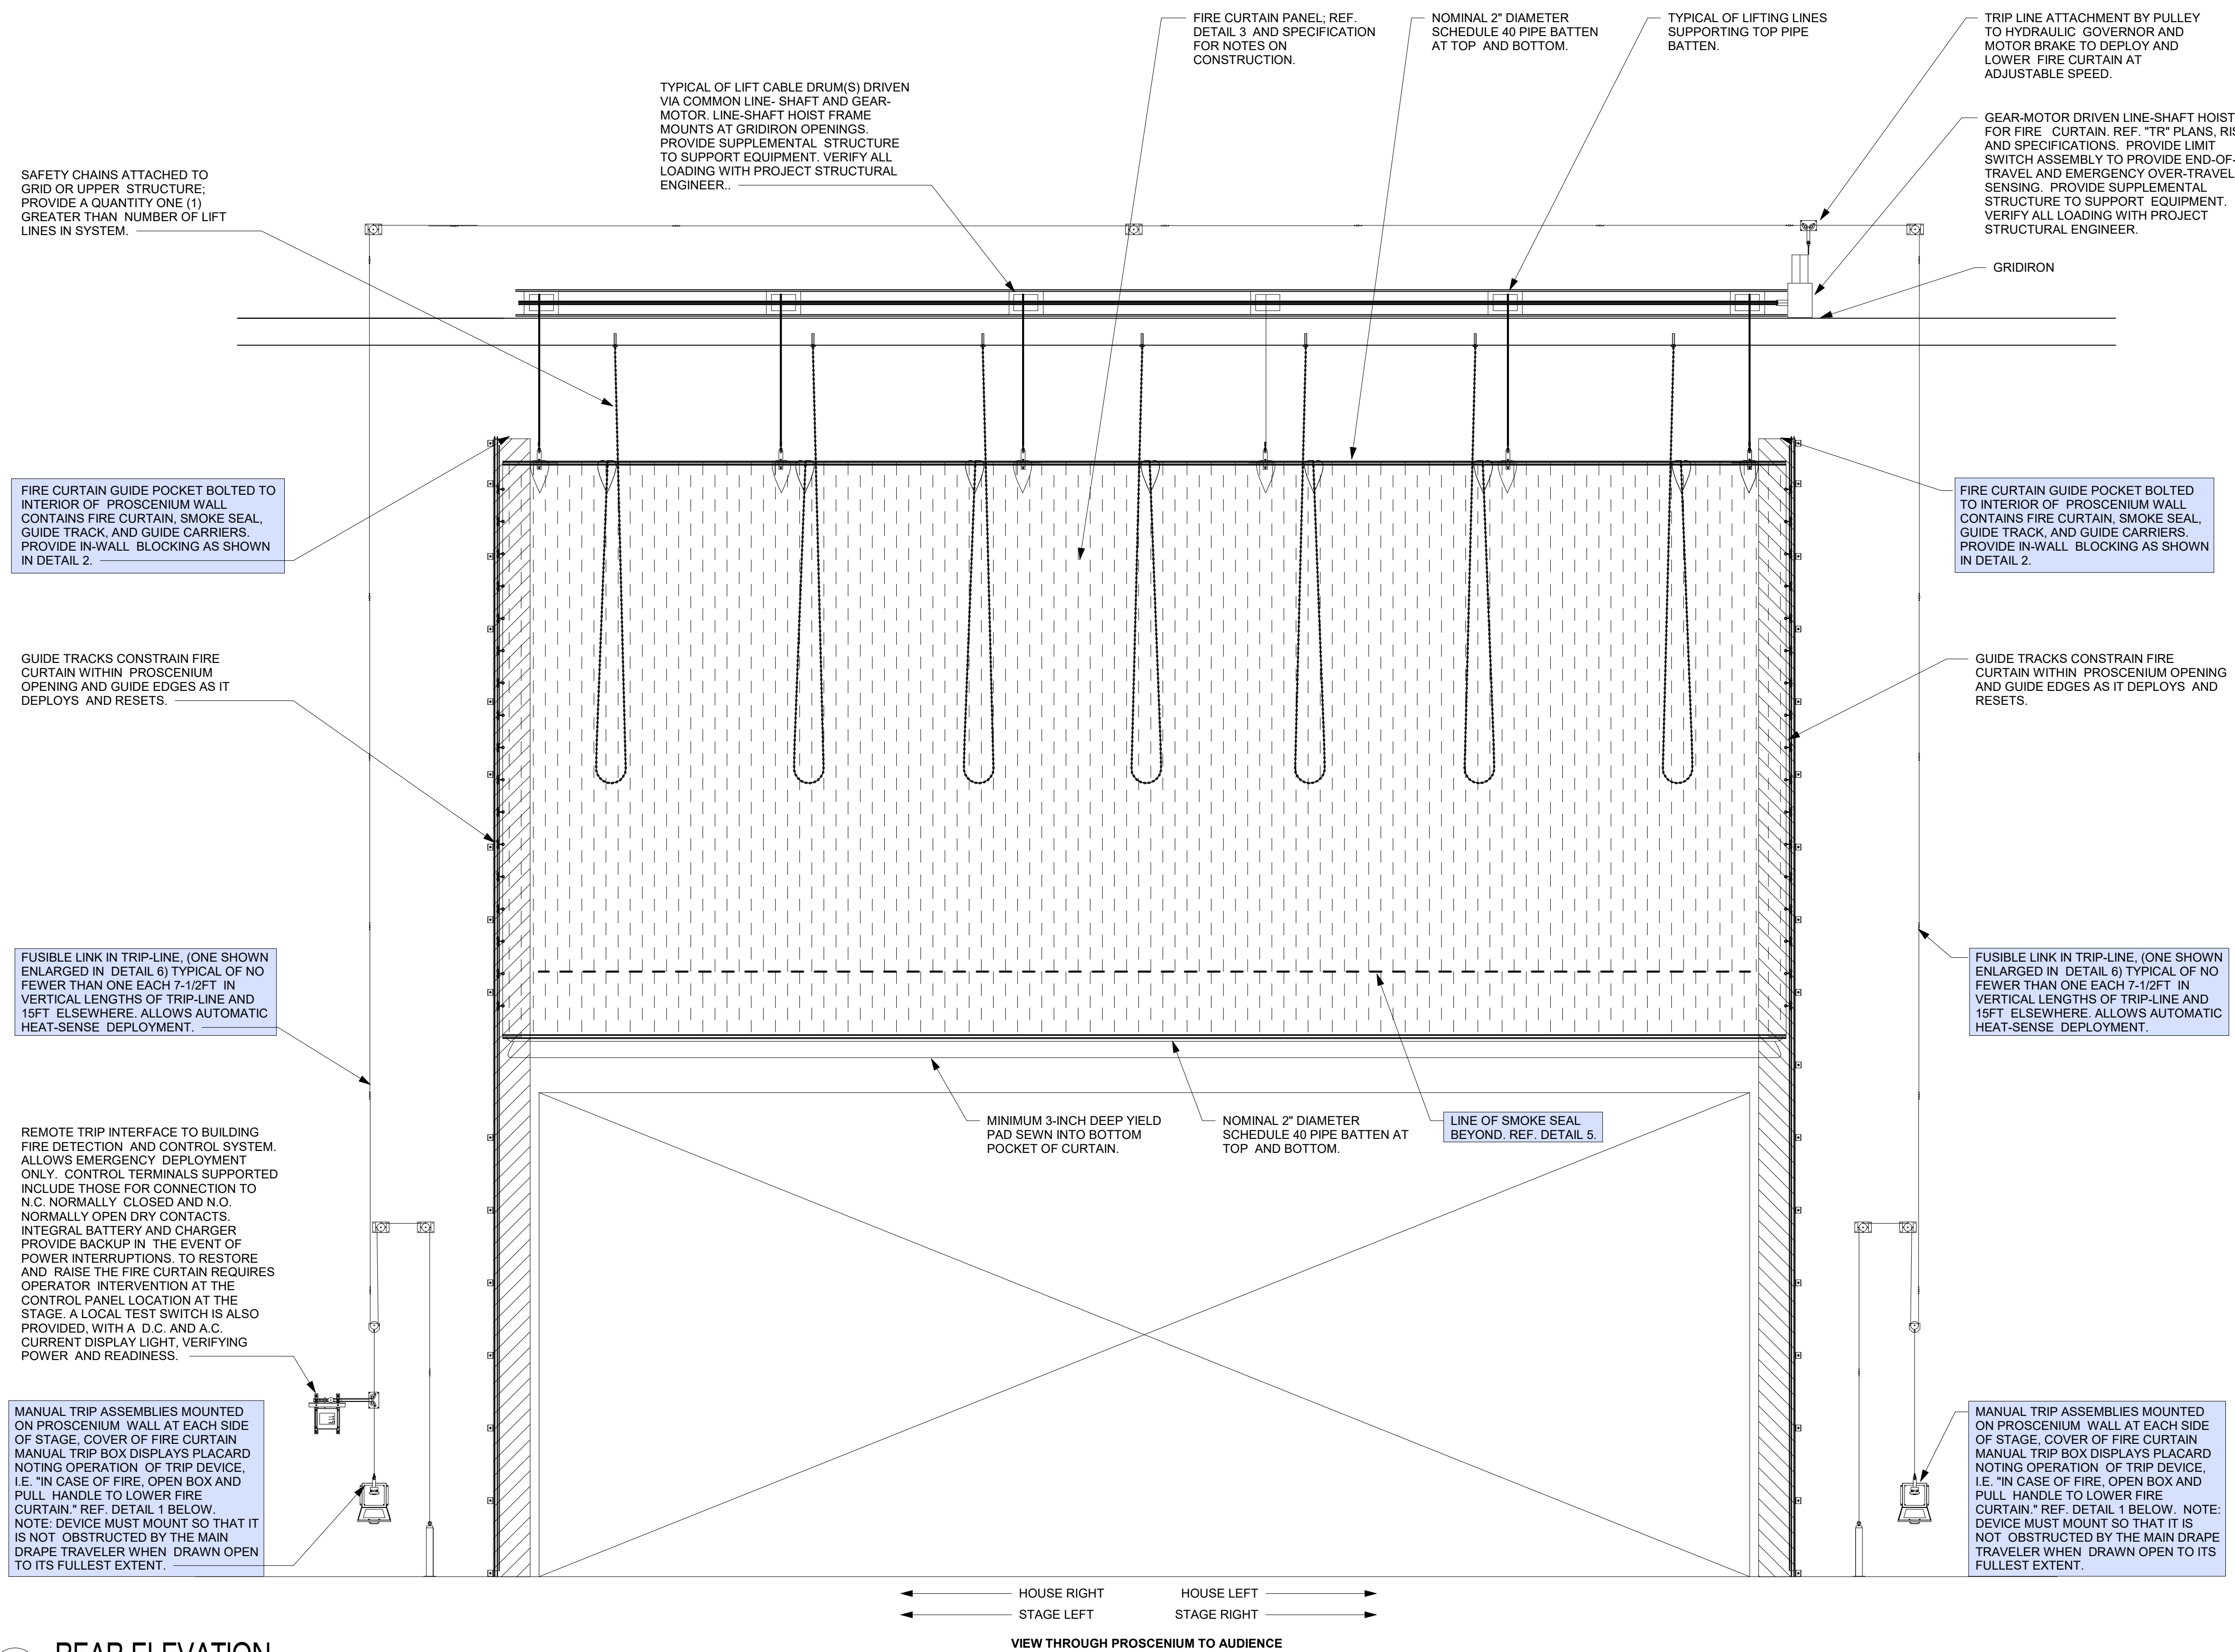 FIRE CURTAIN PANEL; REF.
DETAIL 3 AND SPECIFICATION
FOR NOTES ON
CONSTRUCTION.
NOMINAL 2" DIAMETER
SCHEDULE 40 PIPE BATTEN
AT TOP AND BOTTOM.
TYPICAL OF LIFTING LINES
SUPPORTING TOP PIPE
BATTEN.
TRIP LINE ATTACHMENT BY PULLEY
TO HYDRAULIC GOVERNOR AND
MOTOR BRAKE TO DEPLOY AND
LOWER FIRE CURTAIN AT
ADJUSTABLE SPEED.
TYPICAL OF LIFT CABLE DRUM(S) DRIVEN
VIA COMMON LINE- SHAFT AND GEAR-
MOTOR. LINE-SHAFT HOIST FRAME
MOUNTS AT GRIDIRON OPENINGS.
PROVIDE SUPPLEMENTAL STRUCTURE
TO SUPPORT EQUIPMENT. VERIFY ALL
LOADING WITH PROJECT STRUCTURAL
ENGINEER..
GEAR-MOTOR DRIVEN LINE-SHAFT HOIST
FOR FIRE CURTAIN. REF. "TR" PLANS,
AND SPECIFICATIONS. PROVIDE LIMIT
SWITCH ASSEMBLY TO PROVIDE END-OF-
TRAVEL AND EMERGENCY OVER-TRAVEL
SENSING. PROVIDE SUPPLEMENTAL
STRUCTURE TO SUPPORT EQUIPMENT.
VERIFY ALL LOADING WITH PROJECT
STRUCTURAL ENGINEER.
SAFETY CHAINS ATTACHED TO
GRID OR UPPER STRUCTURE;
PROVIDE A QUANTITY ONE (1)
GREATER THAN NUMBER OF LIFT
LINES IN SYSTEM.
GRIDIRON
FIRE CURTAIN GUIDE POCKET BOLTED TO
INTERIOR OF PROSCENIUM WALL
CONTAINS FIRE CURTAIN, SMOKE SEAL,
GUIDE TRACK, AND GUIDE CARRIERS.
PROVIDE IN-WALL BLOCKING AS SHOWN
IN DETAIL 2.
FIRE CURTAIN GUIDE POCKET BOLTED
TO INTERIOR OF PROSCENIUM WALL
CONTAINS FIRE CURTAIN, SMOKE SEAL,
GUIDE TRACK, AND GUIDE CARRIERS.
PROVIDE IN-WALL BLOCKING AS SHOWN
IN DETAIL 2.
GUIDE TRACKS CONSTRAIN FIRE
CURTAIN WITHIN PROSCENIUM
OPENING AND GUIDE EDGES AS IT
DEPLOYS AND RESETS.
GUIDE TRACKS CONSTRAIN FIRE
CURTAIN WITHIN PROSCENIUM OPENING
AND GUIDE EDGES AS IT DEPLOYS AND
RESETS.
FUSIBLE LINK IN TRIP-LINE, (ONE SHOWN
ENLARGED IN DETAIL 6) TYPICAL OF NO
FEWER THAN ONE EACH 7-1/2FT IN
VERTICAL LENGTHS OF TRIP-LINE AND
15FT ELSEWHERE. ALLOWS AUTOMATIC
HEAT-SENSE DEPLOYMENT.
FUSIBLE LINK IN TRIP-LINE, (ONE SHOWN
ENLARGED IN DETAIL 6) TYPICAL OF NO
FEWER THAN ONE EACH 7-1/2FT IN
VERTICAL LENGTHS OF TRIP-LINE AND
15FT ELSEWHERE. ALLOWS AUTOMATIC
HEAT-SENSE DEPLOYMENT.
MINIMUM 3-INCH DEEP YIELD
PAD SEWN INTO BOTTOM
POCKET OF CURTAIN.
NOMINAL 2" DIAMETER
SCHEDULE 40 PIPE BATTEN AT
TOP AND BOTTOM.
LINE OF SMOKE SEAL
BEYOND. REF. DETAIL 5.
REMOTE TRIP INTERFACE TO BUILDING
FIRE DETECTION AND CONTROL SYSTEM.
ALLOWS EMERGENCY DEPLOYMENT
ONLY. CONTROL TERMINALS SUPPORTED
INCLUDE THOSE FOR CONNECTION TO
N.C. NORMALLY CLOSED AND N.O.
NORMALLY OPEN DRY CONTACTS.
INTEGRAL BATTERY AND CHARGER
PROVIDE BACKUP IN THE EVENT OF
POWER INTERRUPTIONS. TO RESTORE
AND RAISE THE FIRE CURTAIN REQUIRES
OPERATOR INTERVENTION AT THE
CONTROL PANEL LOCATION AT THE
STAGE. A LOCAL TEST SWITCH IS ALSO
PROVIDED, WITH A D.C. AND A.C.
CURRENT DISPLAY LIGHT, VERIFYING
POWER AND READINESS.
MANUAL TRIP ASSEMBLIES MOUNTED
ON PROSCENIUM WALL AT EACH SIDE
OF STAGE, COVER OF FIRE CURTAIN
MANUAL TRIP BOX DISPLAYS PLACARD
NOTING OPERATION OF TRIP DEVICE,
I.E. "IN CASE OF FIRE, OPEN BOX AND
PULL HANDLE TO LOWER FIRE
CURTAIN." REF. DETAIL 1 BELOW.
NOTE: DEVICE MUST MOUNT SO THAT IT
IS NOT OBSTRUCTED BY THE MAIN
DRAPE TRAVELER WHEN DRAWN OPEN
TO ITS FULLEST EXTENT.
MANUAL TRIP ASSEMBLIES MOUNTED
ON PROSCENIUM WALL AT EACH SIDE
OF STAGE, COVER OF FIRE CURTAIN
MANUAL TRIP BOX DISPLAYS PLACARD
NOTING OPERATION OF TRIP DEVICE,
I.E. "IN CASE OF FIRE, OPEN BOX AND
PULL HANDLE TO LOWER FIRE
CURTAIN." REF. DETAIL 1 BELOW. NOTE:
DEVICE MUST MOUNT SO THAT IT IS
NOT OBSTRUCTED BY THE MAIN DRAPE
TRAVELER WHEN DRAWN OPEN TO ITS
FULLEST EXTENT.
HOUSE RIGHT HOUSE LEFT
STAGE LEFT STAGE RIGHT
VIEW THROUGH PROSCENIUM TO AUDIENCE
REAR ELEVATION